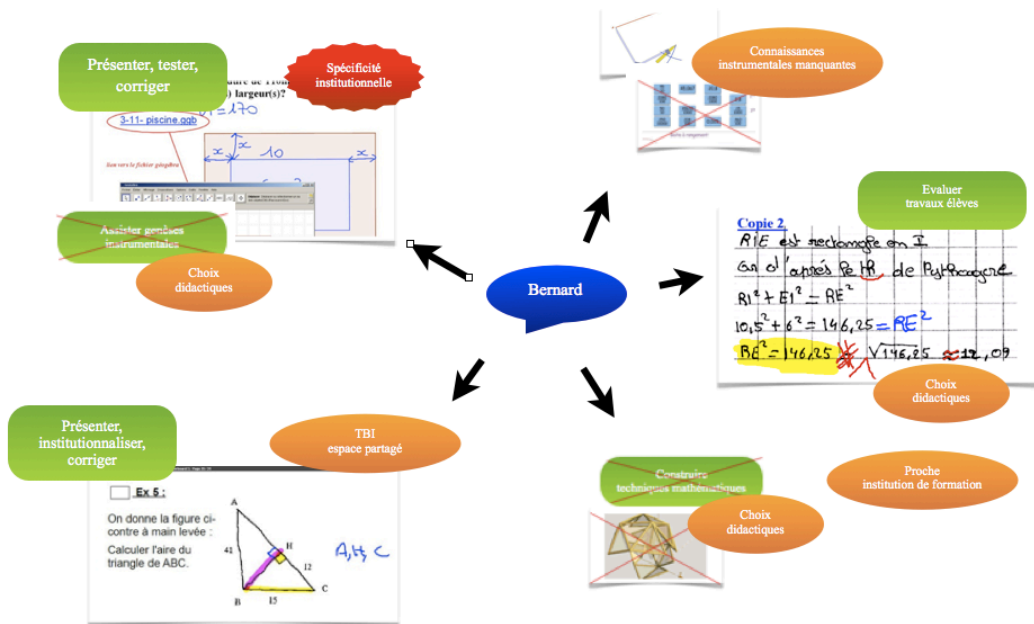 Présenter, tester,
corriger
Spécificité
institutionnelle
largeur(s)?
= 170
3-11- piscine.ggb
x
x
10
x
Assister genèses
instrumentales
Choix
didactiques
Connaissances
instrumentales manquantes
Bernard
Evaluer
travaux élèves
Copie 2
RIE est rectangle en I
On d'après le th de Pythagore
RI² + EI² = RE²
10,5² + 6² = 146,25 = RE²
RE² = 146,25 √146,25 ≈ 12,09
Choix
didactiques
Présenter,
institutionnaliser,
corriger
TBI
espace partagé
Ex 5 :
On donne la figure ci-
contre à main levée :
Calculer l'aire du
triangle de ABC.
A
H
41
12
B
15
C
A, H, C
Construire
techniques mathématiques
Choix
didactiques
Proche
institution de formation